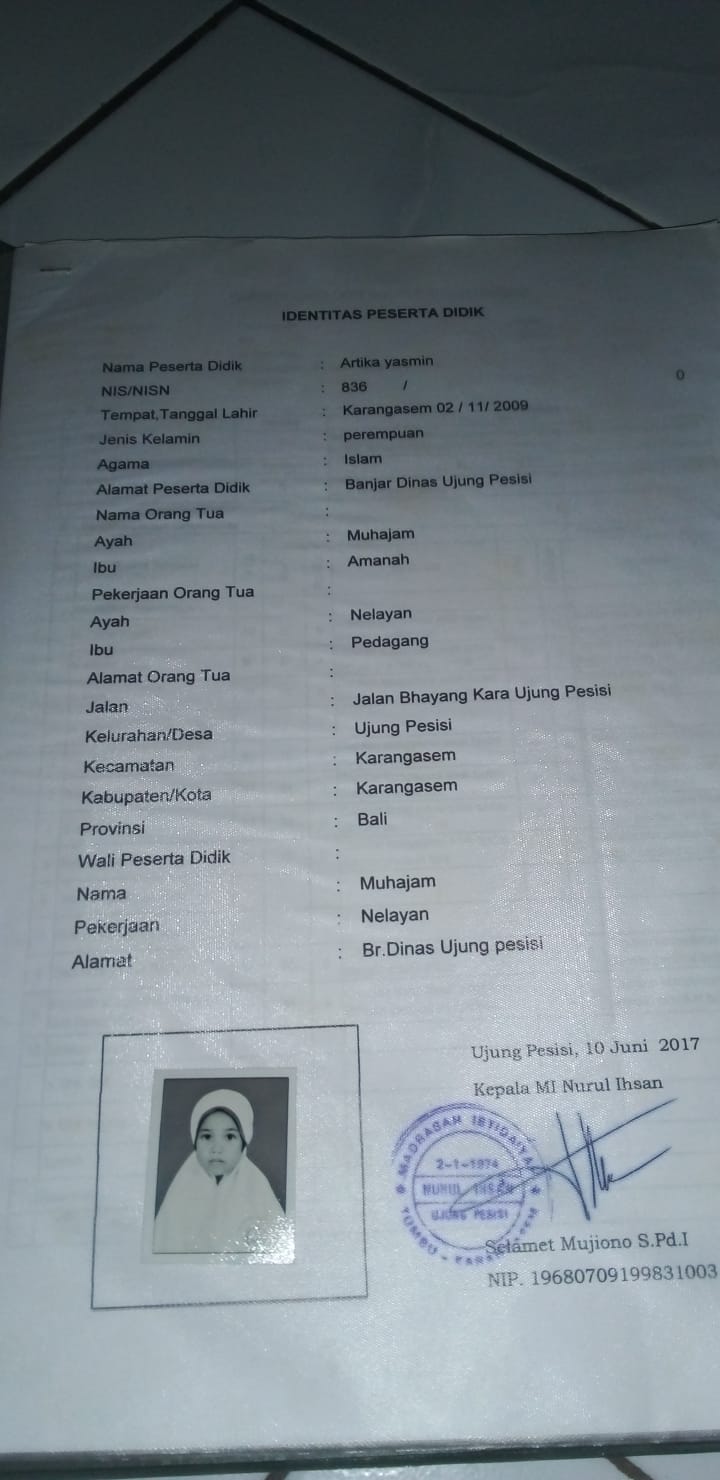 IDENTITAS PESERTA DIDIK
Nama Peserta Didik : Artika yasmin
NIS/NISN : 836 / 0
Tempat,Tanggal Lahir : Karangasem 02 / 11/ 2009
Jenis Kelamin : perempuan
Agama : Islam
Alamat Peserta Didik : Banjar Dinas Ujung Pesisi
Nama Orang Tua :
Ayah : Muhajam
Ibu : Amanah
Pekerjaan Orang Tua :
Ayah : Nelayan
Ibu : Pedagang
Alamat Orang Tua :
Jalan : Jalan Bhayang Kara Ujung Pesisi
Kelurahan/Desa : Ujung Pesisi
Kecamatan : Karangasem
Kabupaten/Kota : Karangasem
Provinsi : Bali
Wali Peserta Didik :
Nama : Muhajam
Pekerjaan : Nelayan
Alamat : Br.Dinas Ujung pesisi
Ujung Pesisi, 10 Juni 2017
Kepala MI Nurul Ihsan
MADRASAH IBTIDAIYAH
2-1-1974
NURUL IHSAN
UJUNG PESISI
TUMBU - KARANGASEM
Selamet Mujiono S.Pd.I
NIP. 19680709199831003